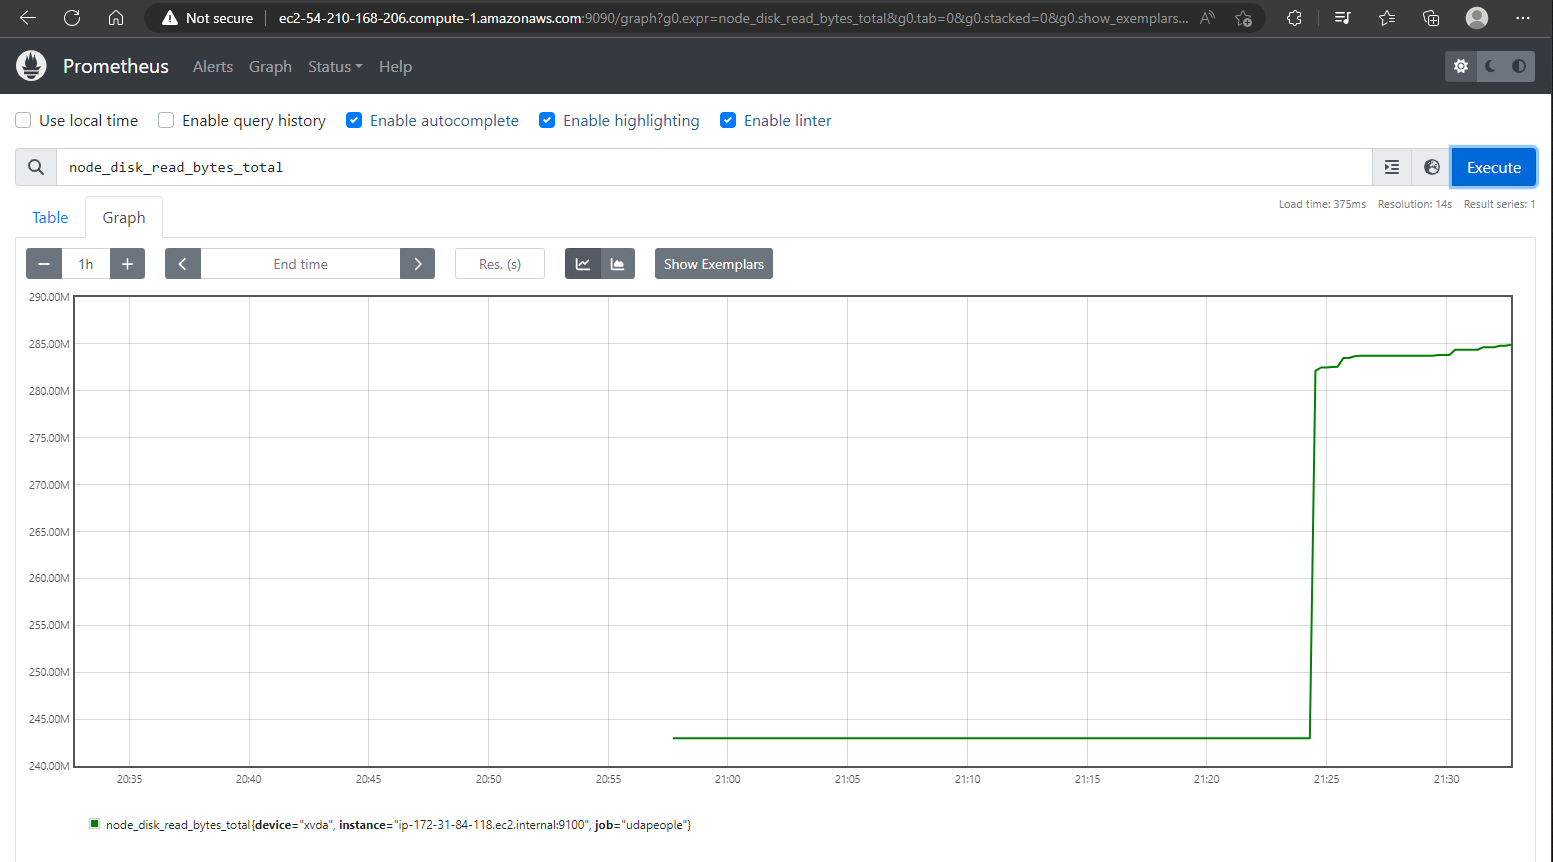 Not secure ec2-54-210-168-206.compute-1.amazonaws.com:9090/graph?g0.expr=node_disk_read_bytes_total&g0.tab=0&g0.stacked=0&g0.show_exemplars...
Prometheus Alerts Graph Status Help
Use local time Enable query history Enable autocomplete Enable highlighting Enable linter
node_disk_read_bytes_total Execute
Load time: 375ms Resolution: 14s Result series: 1
Table Graph
1h End time Res. (s) Show Exemplars
290.00M
285.00M
280.00M
275.00M
270.00M
265.00M
260.00M
255.00M
250.00M
245.00M
240.00M
20:35 20:40 20:45 20:50 20:55 21:00 21:05 21:10 21:15 21:20 21:25 21:30
node_disk_read_bytes_total{device="xvda", instance="ip-172-31-84-118.ec2.internal:9100", job="udapeople"}